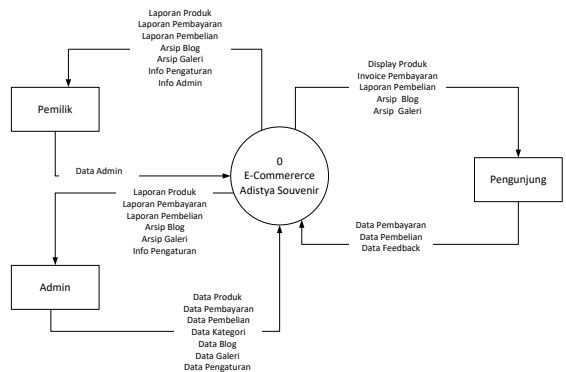 Laporan Produk
Laporan Pembayaran
Laporan Pembelian
Arsip Blog
Arsip Galeri
Info Pengaturan
Info Admin
Display Produk
Invoice Pembayaran
Laporan Pembelian
Arsip Blog
Arsip Galeri
Pemilik
0
E-Commererce
Adistya Souvenir
Pengunjung
Data Admin
Laporan Produk
Laporan Pembayaran
Laporan Pembelian
Arsip Blog
Arsip Galeri
Info Pengaturan
Data Pembayaran
Data Pembelian
Data Feedback
Admin
Data Produk
Data Pembayaran
Data Pembelian
Data Kategori
Data Blog
Data Galeri
Data Pengaturan